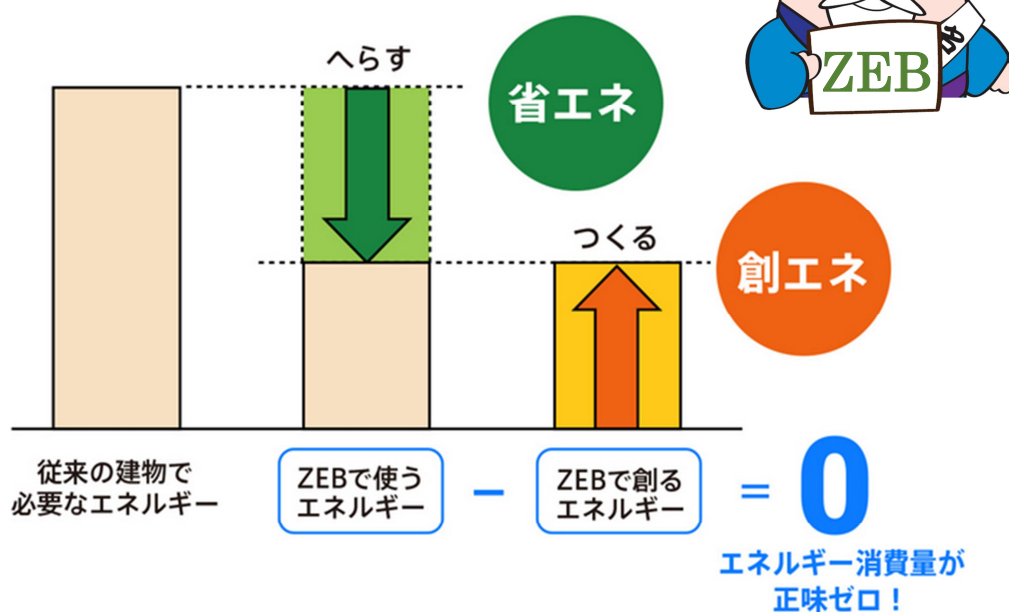 へらす
省エネ
ZEB
つくる
創エネ
従来の建物で
必要なエネルギー
ZEBで使う
エネルギー
−
ZEBで創る
エネルギー
=
0
エネルギー消費量が
正味ゼロ！